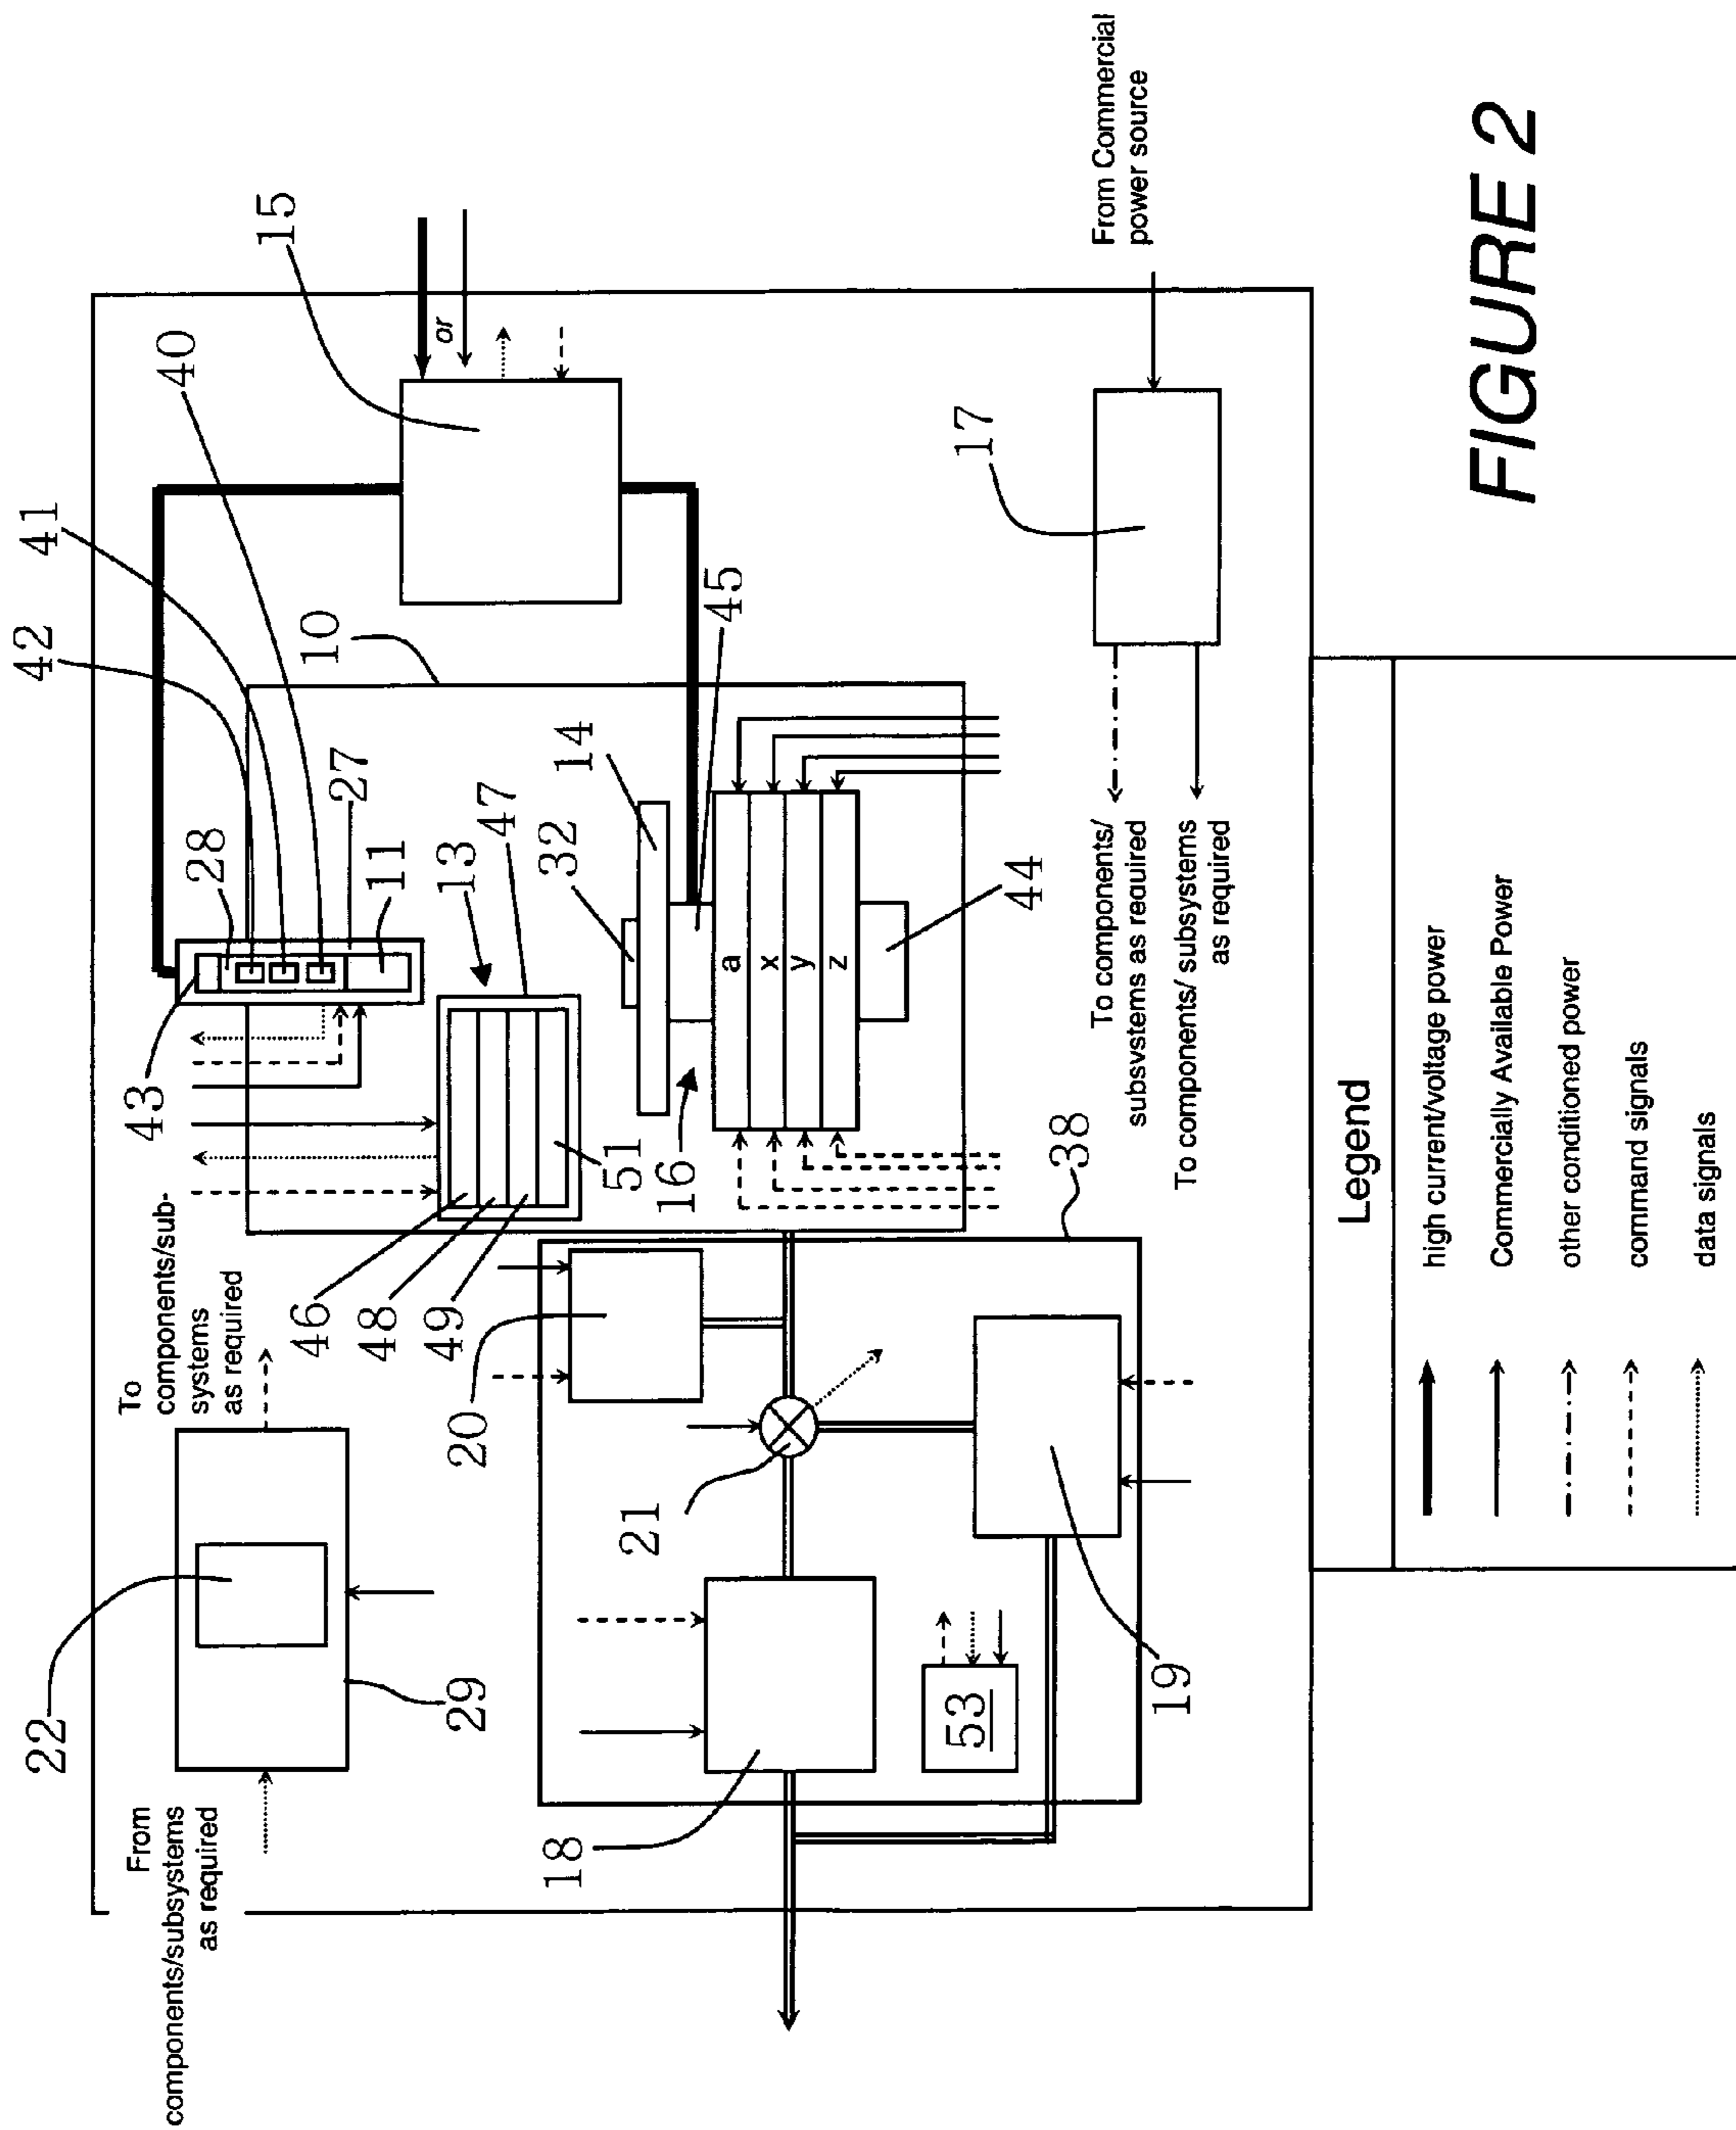 From
components/subsystems
as required
22
29
To
components/sub-
systems
as required
43
28
42
41
40
27
11
15
or
10
13
47
46
48
49
51
32
14
16
45
a
x
y
z
44
20
21
18
53
19
38
17
From Commercial
power source
To components/
subsystems as required
To components/ subsystems
as required
Legend
high current/voltage power
Commercially Available Power
other conditioned power
command signals
data signals
FIGURE 2